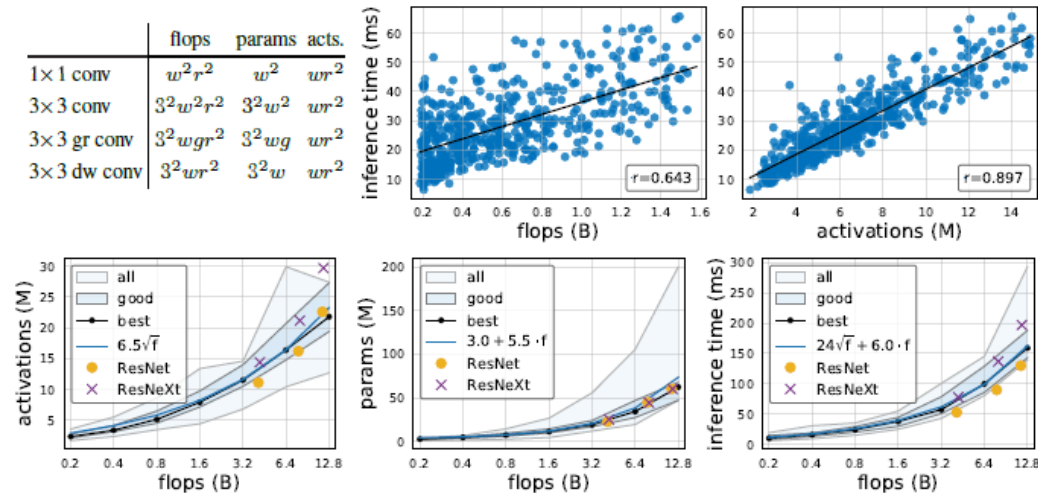 flops params acts.
1×1 conv w²r² w² wr²
3×3 conv 3²w²r² 3²w² wr²
3×3 gr conv 3²wgr² 3²wg wr²
3×3 dw conv 3²wr² 3²w wr²
inference time (ms)
60
50
40
30
20
10
r=0.643
0.2 0.4 0.6 0.8 1.0 1.2 1.4 1.6
flops (B)
60
50
40
30
20
10
r=0.897
2 4 6 8 10 12 14
activations (M)
activations (M)
30
25
20
15
10
5
all
good
best
6.5√f
ResNet
ResNeXt
0.2 0.4 0.8 1.6 3.2 6.4 12.8
flops (B)
params (M)
200
150
100
50
0
all
good
best
3.0 + 5.5 · f
ResNet
ResNeXt
0.2 0.4 0.8 1.6 3.2 6.4 12.8
flops (B)
inference time (ms)
300
250
200
150
100
50
0
all
good
best
24√f + 6.0 · f
ResNet
ResNeXt
0.2 0.4 0.8 1.6 3.2 6.4 12.8
flops (B)